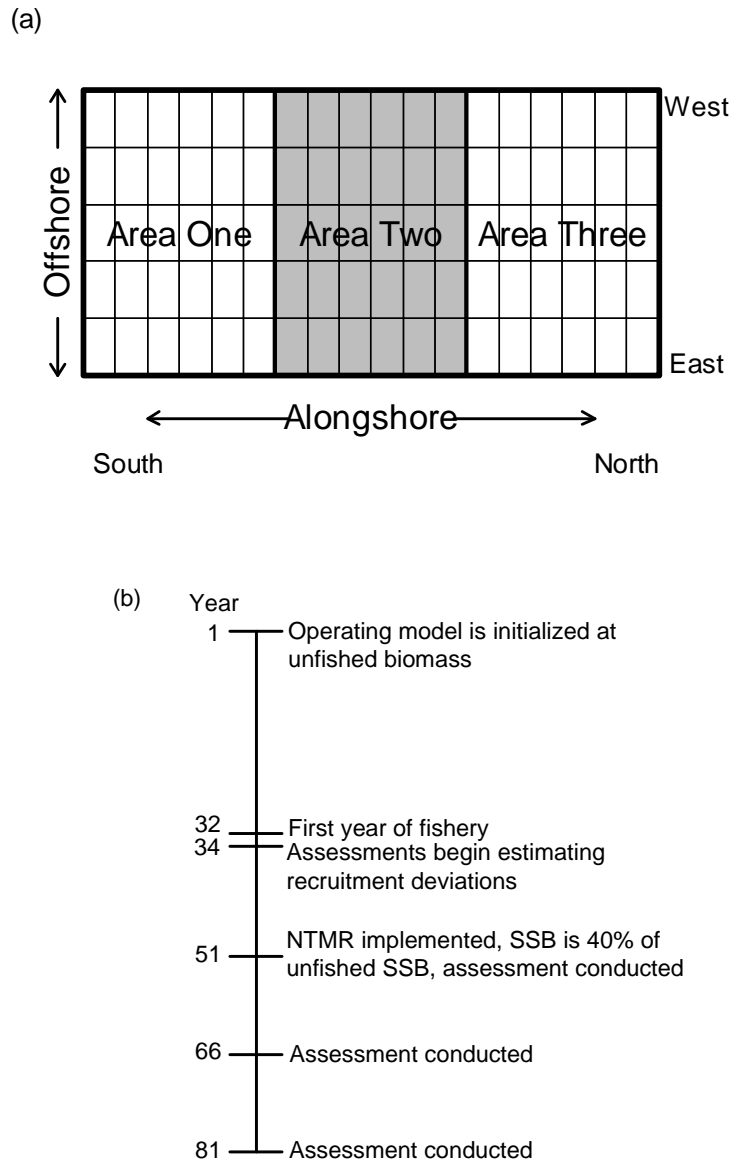 (a)
West
Offshore
Area One
Area Two
Area Three
East
Alongshore
South
North
(b)
Year
1
Operating model is initialized at
unfished biomass
32
First year of fishery
34
Assessments begin estimating
recruitment deviations
51
NTMR implemented, SSB is 40% of
unfished SSB, assessment conducted
66
Assessment conducted
81
Assessment conducted